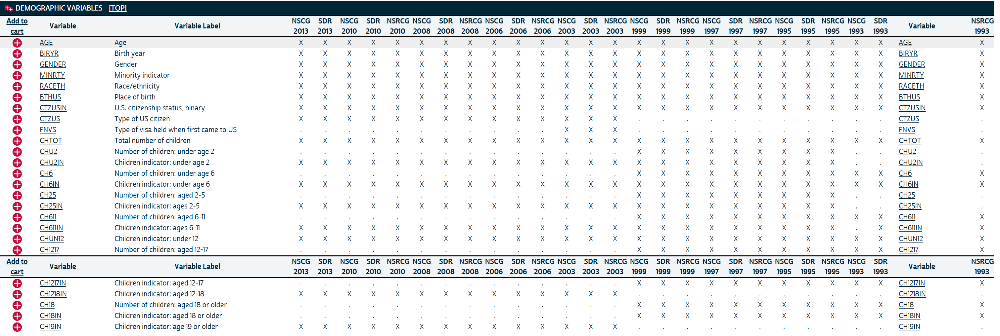 DEMOGRAPHIC VARIABLES [TOP]
Add to NSCG SDR NSCG SDR NSRCG NSCG SDR NSRCG NSCG SDR NSRCG NSCG SDR NSRCG NSCG SDR NSRCG NSCG SDR NSRCG NSCG SDR NSRCG NSCG SDR NSRCG
Variable Variable Label Variable
cart 2013 2013 2010 2010 2010 2008 2008 2008 2006 2006 2006 2003 2003 2003 1999 1999 1999 1997 1997 1997 1995 1995 1995 1993 1993 1993
AGE Age X X X X X X X X X X X X X X X X X X X X X X X X X AGE X
BIRYR Birth year X X X X X X X X X X X X X X X X X X X X X X X X X BIRYR X
GENDER Gender X X X X X X X X X X X X X X X X X X X X X X X X X GENDER X
MINRTY Minority indicator X X X X X X X X X X X X X X X X X X X X X X X X X MINRTY X
RACETH Race/ethnicity X X X X X X X X X X X X X X X X X X X X X X X X X RACETH X
BTHUS Place of birth X X X X X X X X X X X X X X X X X X X X X X X X X BTHUS X
CTZUSIN U.S. citizenship status, binary X X X X X X X X X X X X X X X X X X X X X X X X X CTZUSIN X
CTZUS Type of US citizen X X X X X X X X X X X X X X . . . . . . . . . . . CTZUS .
FNVS Type of visa held when first came to US . . . . . . . . . . . X X X . . . . . . . . . . . FNVS .
CHTOT Total number of children X X X X X X X X X X X X X X X X X X X X X X X X X CHTOT X
CHU2 Number of children: under age 2 . . . . . . . . . . . . . . X X X X X X X X X . . CHU2 .
CHU2IN Children indicator: under age 2 X X X X X X X X X X X X X X X X X X X X X X X . . CHU2IN .
CH6 Number of children: under age 6 . . . . . . . . . . . . . . X X X X X X X X X X X CH6 X
CH6IN Children indicator: under age 6 X X X X X X X X X X X X X X X X X X X X X X X X X CH6IN X
CH25 Number of children: aged 2-5 . . . . . . . . . . . . . . X X X X X X X X X . . CH25 .
CH25IN Children indicator: ages 2-5 X X X X X X X X X X X X X X X X X X X X X X X . . CH25IN .
CH611 Number of children: aged 6-11 . . . . . . . . . . . . . . X X X X X X X X X X X CH611 X
CH611IN Children indicator: ages 6-11 X X X X X X X X X X X X X X X X X X X X X X X . X CH611IN X
CHUN12 Children indicator: under 12 X X X X X X X X X X X X X X X X X X X X X X X X X CHUN12 X
CH1217 Number of children: aged 12-17 . . . . . . . . . . . . . . X X X X X X X X X X X CH1217 X
Add to NSCG SDR NSCG SDR NSRCG NSCG SDR NSRCG NSCG SDR NSRCG NSCG SDR NSRCG NSCG SDR NSRCG NSCG SDR NSRCG NSCG SDR NSRCG NSCG SDR NSRCG
Variable Variable Label Variable
cart 2013 2013 2010 2010 2010 2008 2008 2008 2006 2006 2006 2003 2003 2003 1999 1999 1999 1997 1997 1997 1995 1995 1995 1993 1993 1993
CH1217IN Children indicator: aged 12-17 . . . . . . . . . . . . . . X X X X X X X X X X X CH1217IN X
CH1218IN Children indicator: aged 12-18 X X X X X X X X X X X X X X . . . . . . . . . . . CH1218IN .
CH18 Number of children: aged 18 or older . . . . . . . . . . . . . . X X X X X X X X X X X CH18 X
CH18IN Children indicator: aged 18 or older . . . . . . . . . . . . . . X X X X X X X X X X X CH18IN X
CH19IN Children indicator: age 19 or older X X X X X X X X X X X X X X . . . . . . . . . . . CH19IN .